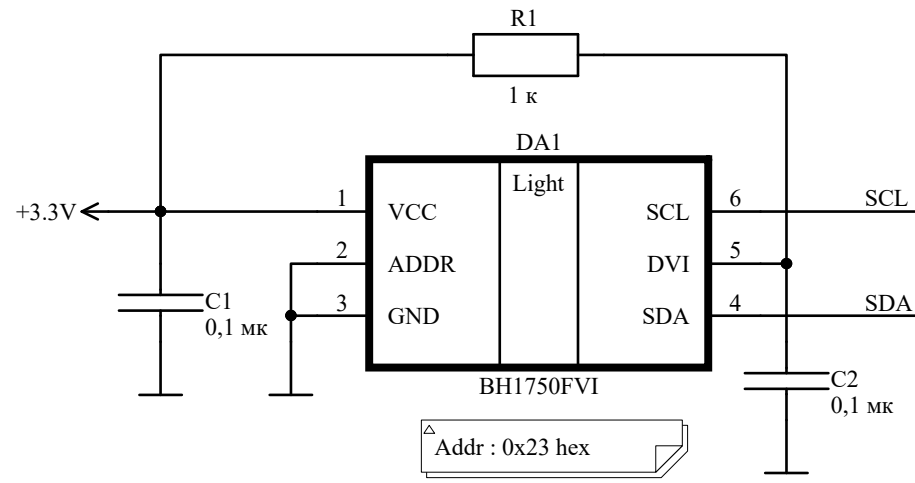 R1
1 к
DA1
Light
+3.3V
1
VCC
SCL
6
SCL
2
ADDR
DVI
5
C1
0,1 мк
3
GND
SDA
4
SDA
BH1750FVI
C2
0,1 мк
Addr : 0x23 hex